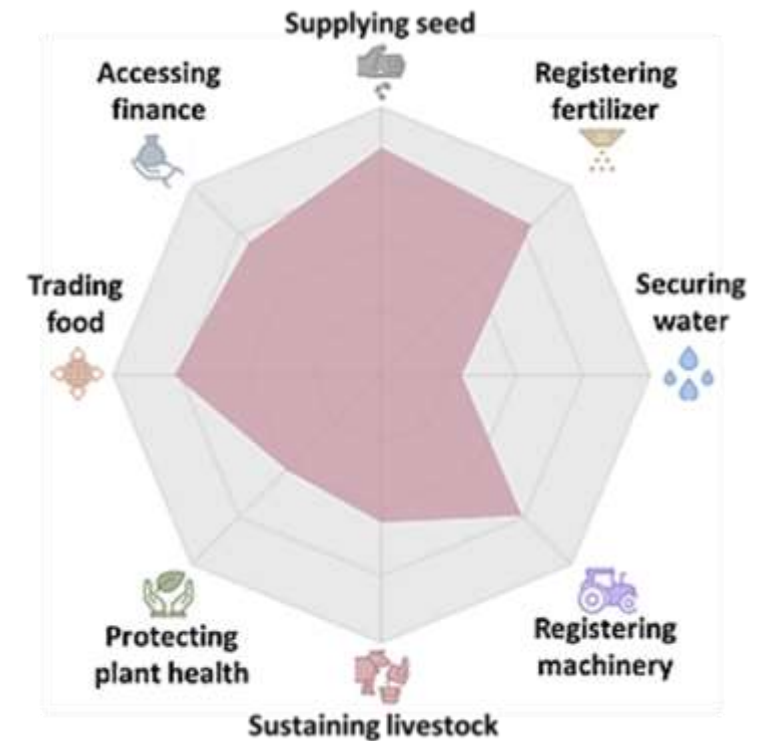 Supplying seed
Accessing
finance
Registering
fertilizer
Trading
food
Securing
water
Protecting
plant health
Registering
machinery
Sustaining livestock